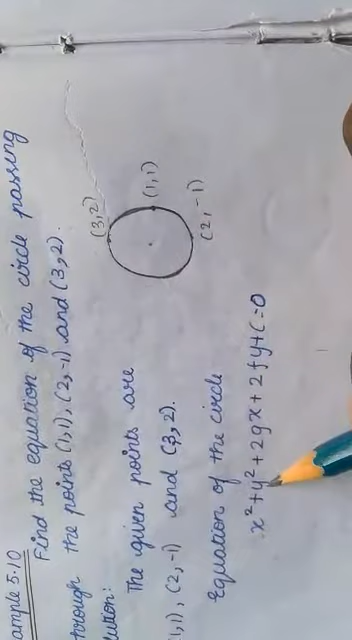 ample 5.10
Find the equation of the circle passing
through the points (1,1), (2,-1) and (3,2).
lution:
The given points are
1,1), (2,-1) and (3,2).
(3,2)
(1,1)
(2,-1)
Equation of the circle
x²+y²+2gx+2fy+c=0